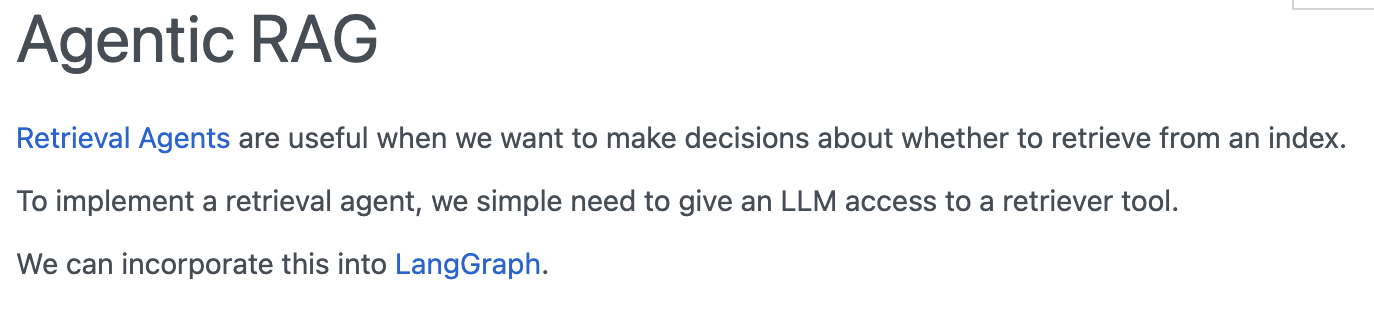 Agentic RAG
Retrieval Agents are useful when we want to make decisions about whether to retrieve from an index.
To implement a retrieval agent, we simple need to give an LLM access to a retriever tool.
We can incorporate this into LangGraph.